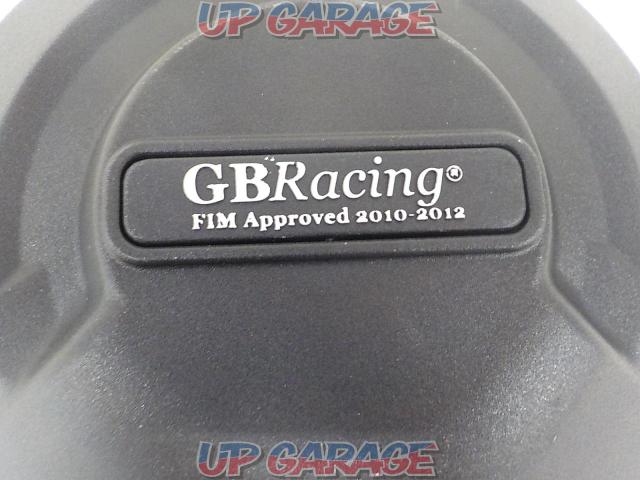 UP GARAGE
GBRacing®
FIM Approved 2010-2012
UP GARAGE